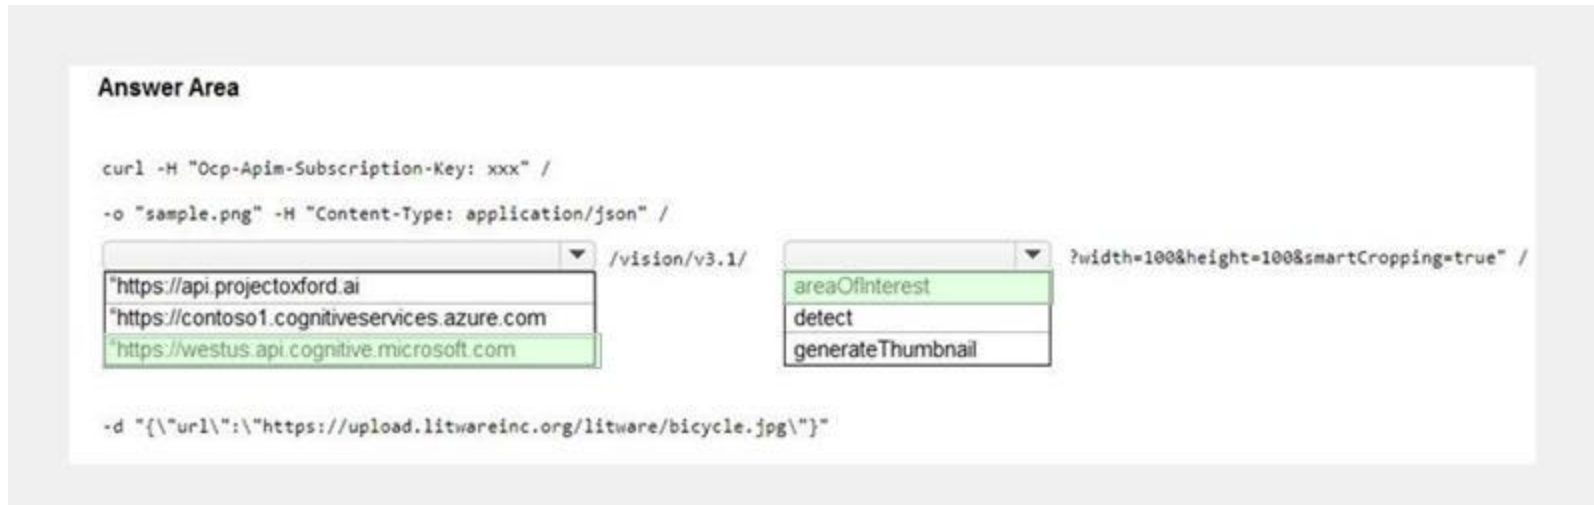 Answer Area
curl -H "Ocp-Apim-Subscription-Key: xxx" /
-o "sample.png" -H "Content-Type: application/json" /
/vision/v3.1/ ?width=100&height=100&smartCropping=true" /
"https://api.projectoxford.ai
"https://contoso1.cognitiveservices.azure.com
"https://westus.api.cognitive.microsoft.com
areaOfInterest
detect
generateThumbnail
-d "{\"url\":\"https://upload.litwareinc.org/litware/bicycle.jpg\"}"